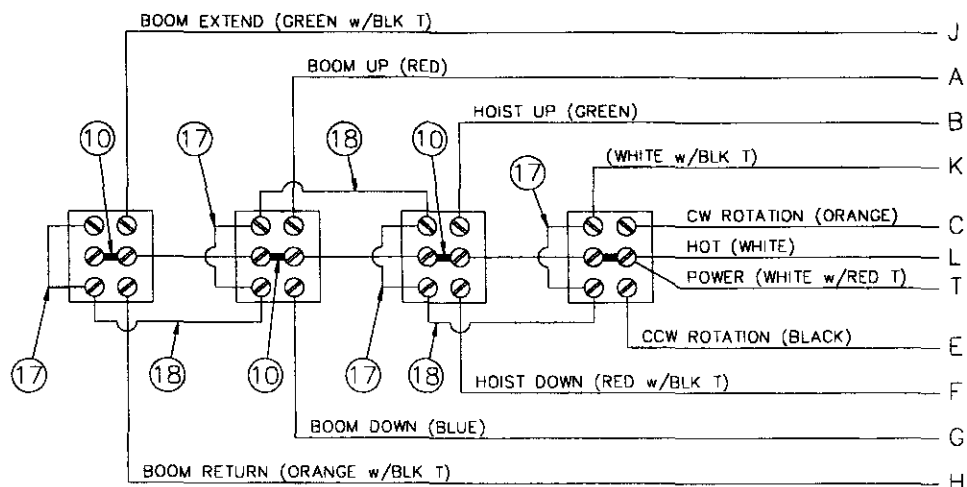 BOOM EXTEND (GREEN w/BLK T) J
BOOM UP (RED) A
HOIST UP (GREEN) B
10 17 18 10 17 (WHITE w/BLK T) K
CW ROTATION (ORANGE) C
HOT (WHITE) L
POWER (WHITE w/RED T) T
CCW ROTATION (BLACK) E
17 18 10 17 18 HOIST DOWN (RED w/BLK T) F
BOOM DOWN (BLUE) G
BOOM RETURN (ORANGE w/BLK T) H